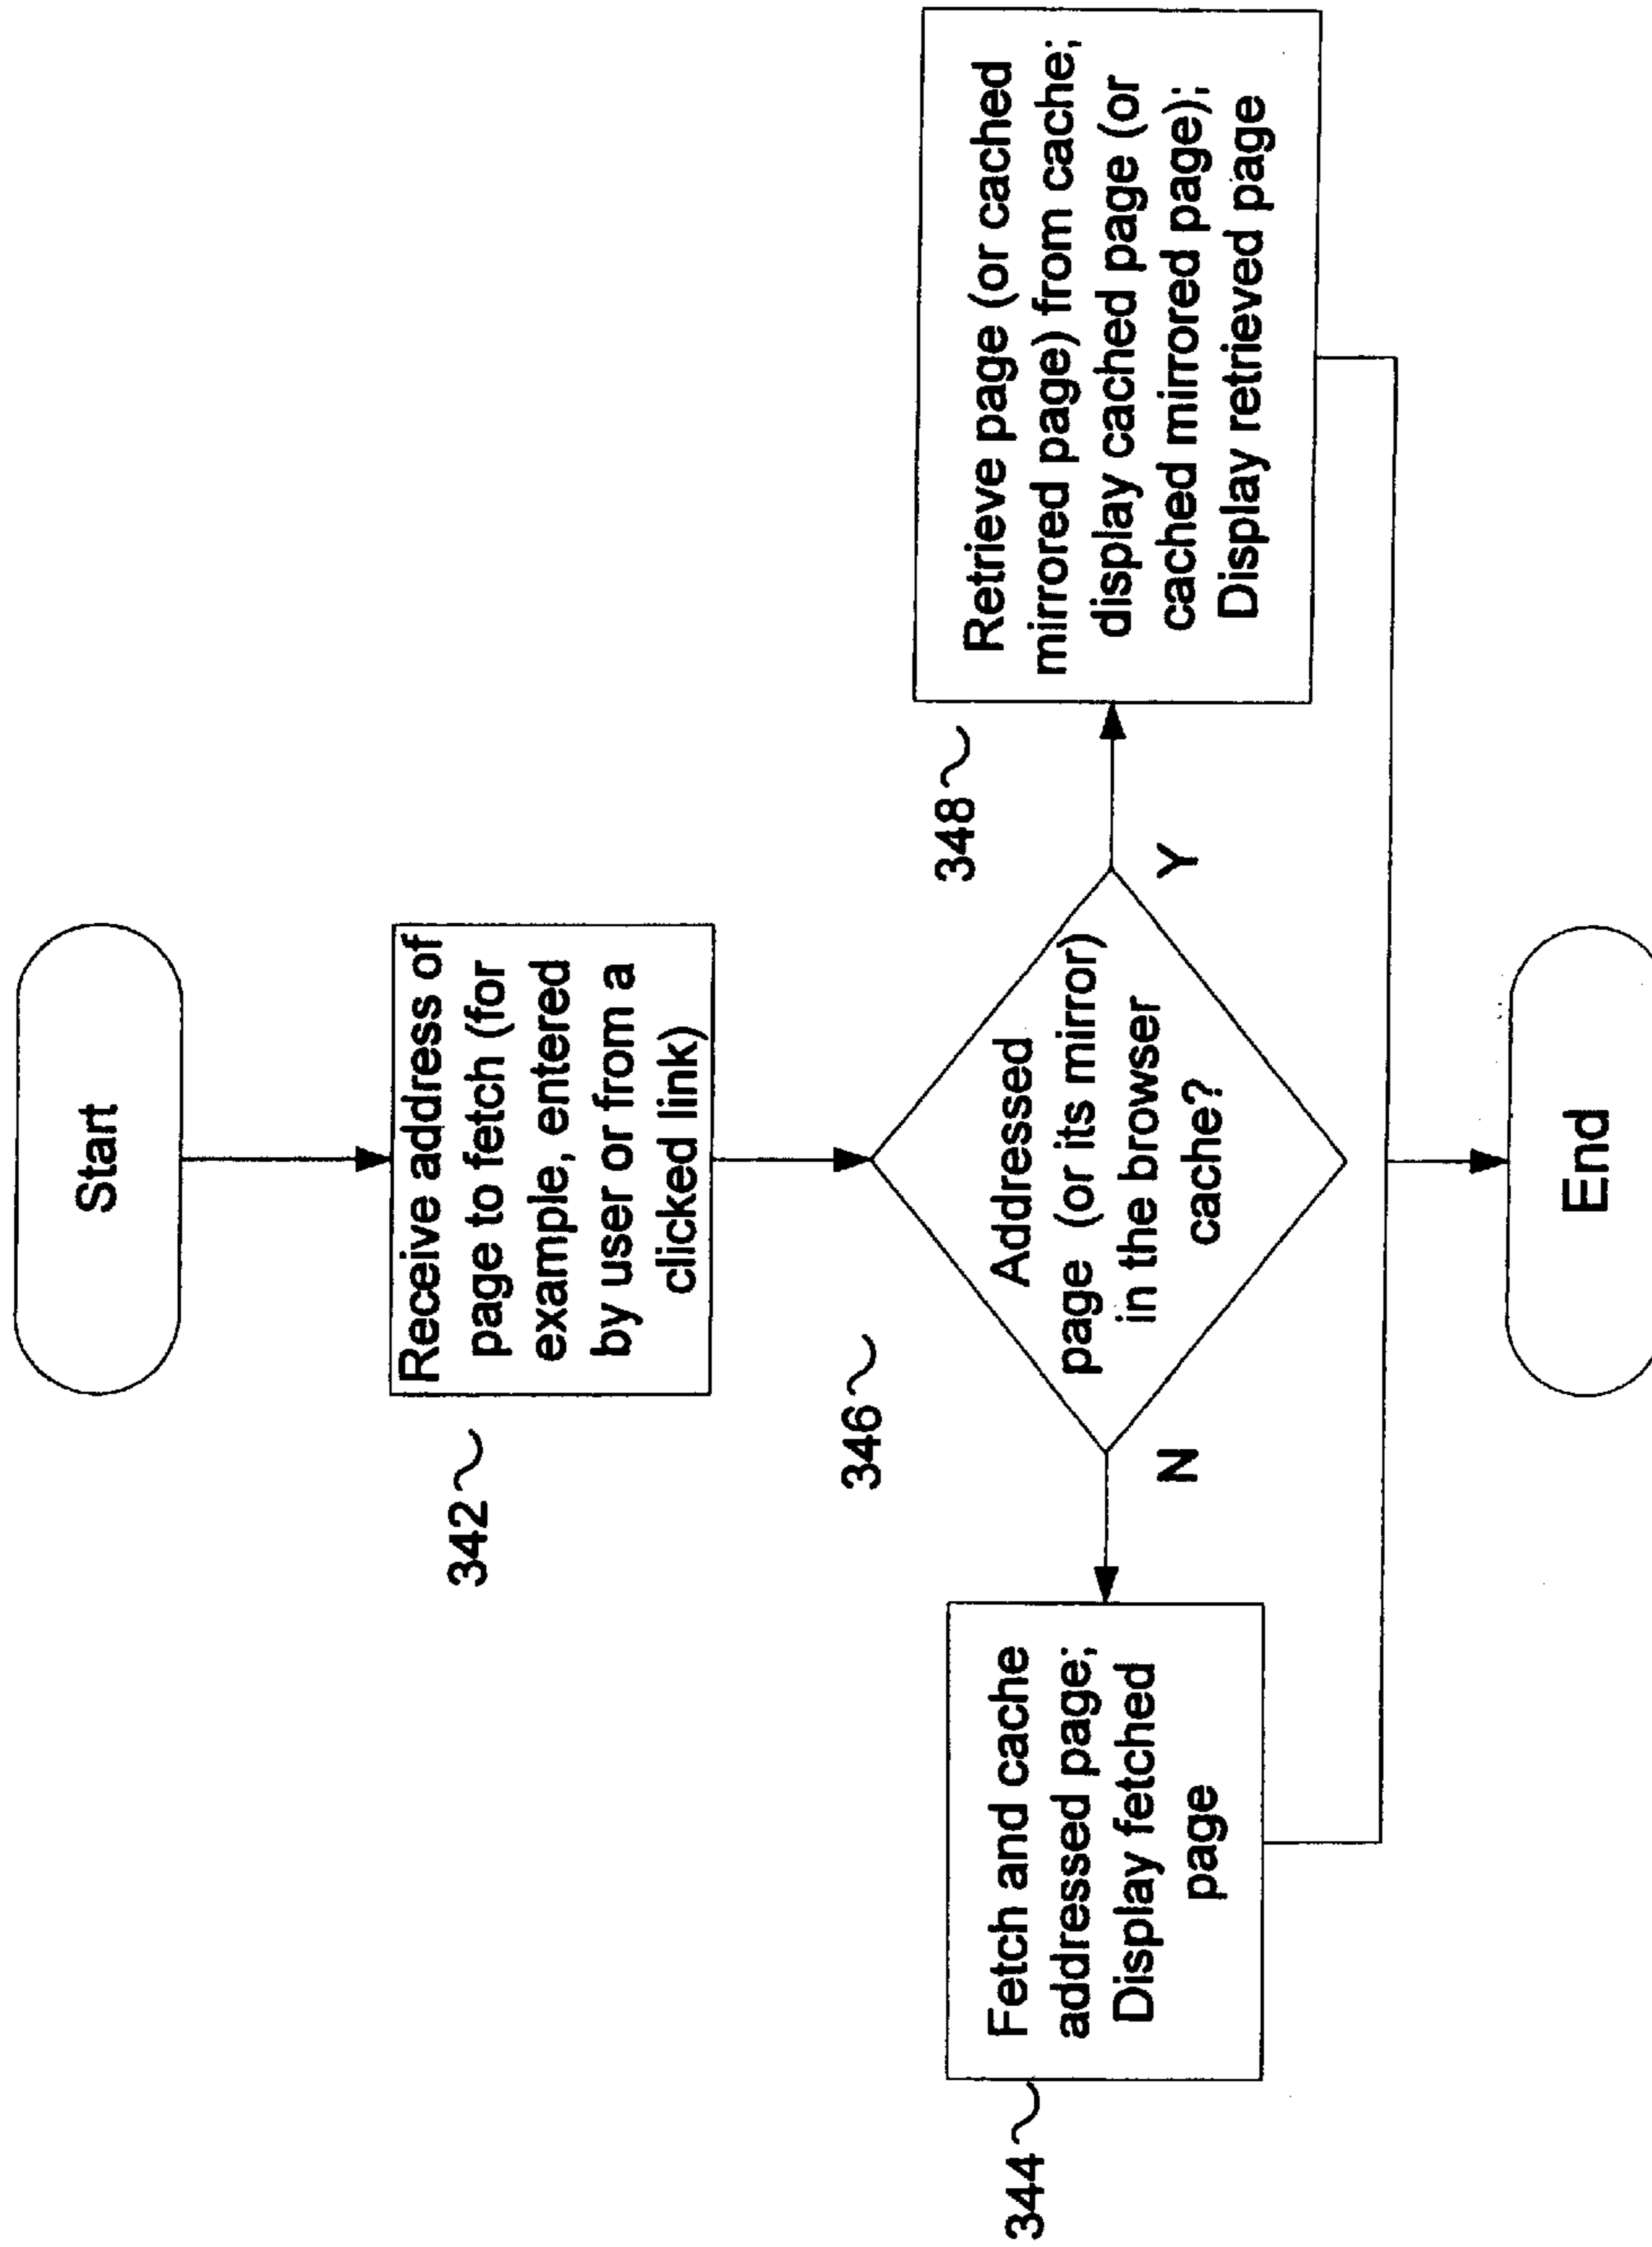 Start
342
Receive address of
page to fetch (for
example, entered
by user or from a
clicked link)
346
Addressed
page (or its mirror)
in the browser
cache?
N
Y
344
Fetch and cache
addressed page;
Display fetched
page
348
Retrieve page (or cached
mirrored page) from cache;
display cached page (or
cached mirrored page);
Display retrieved page
End